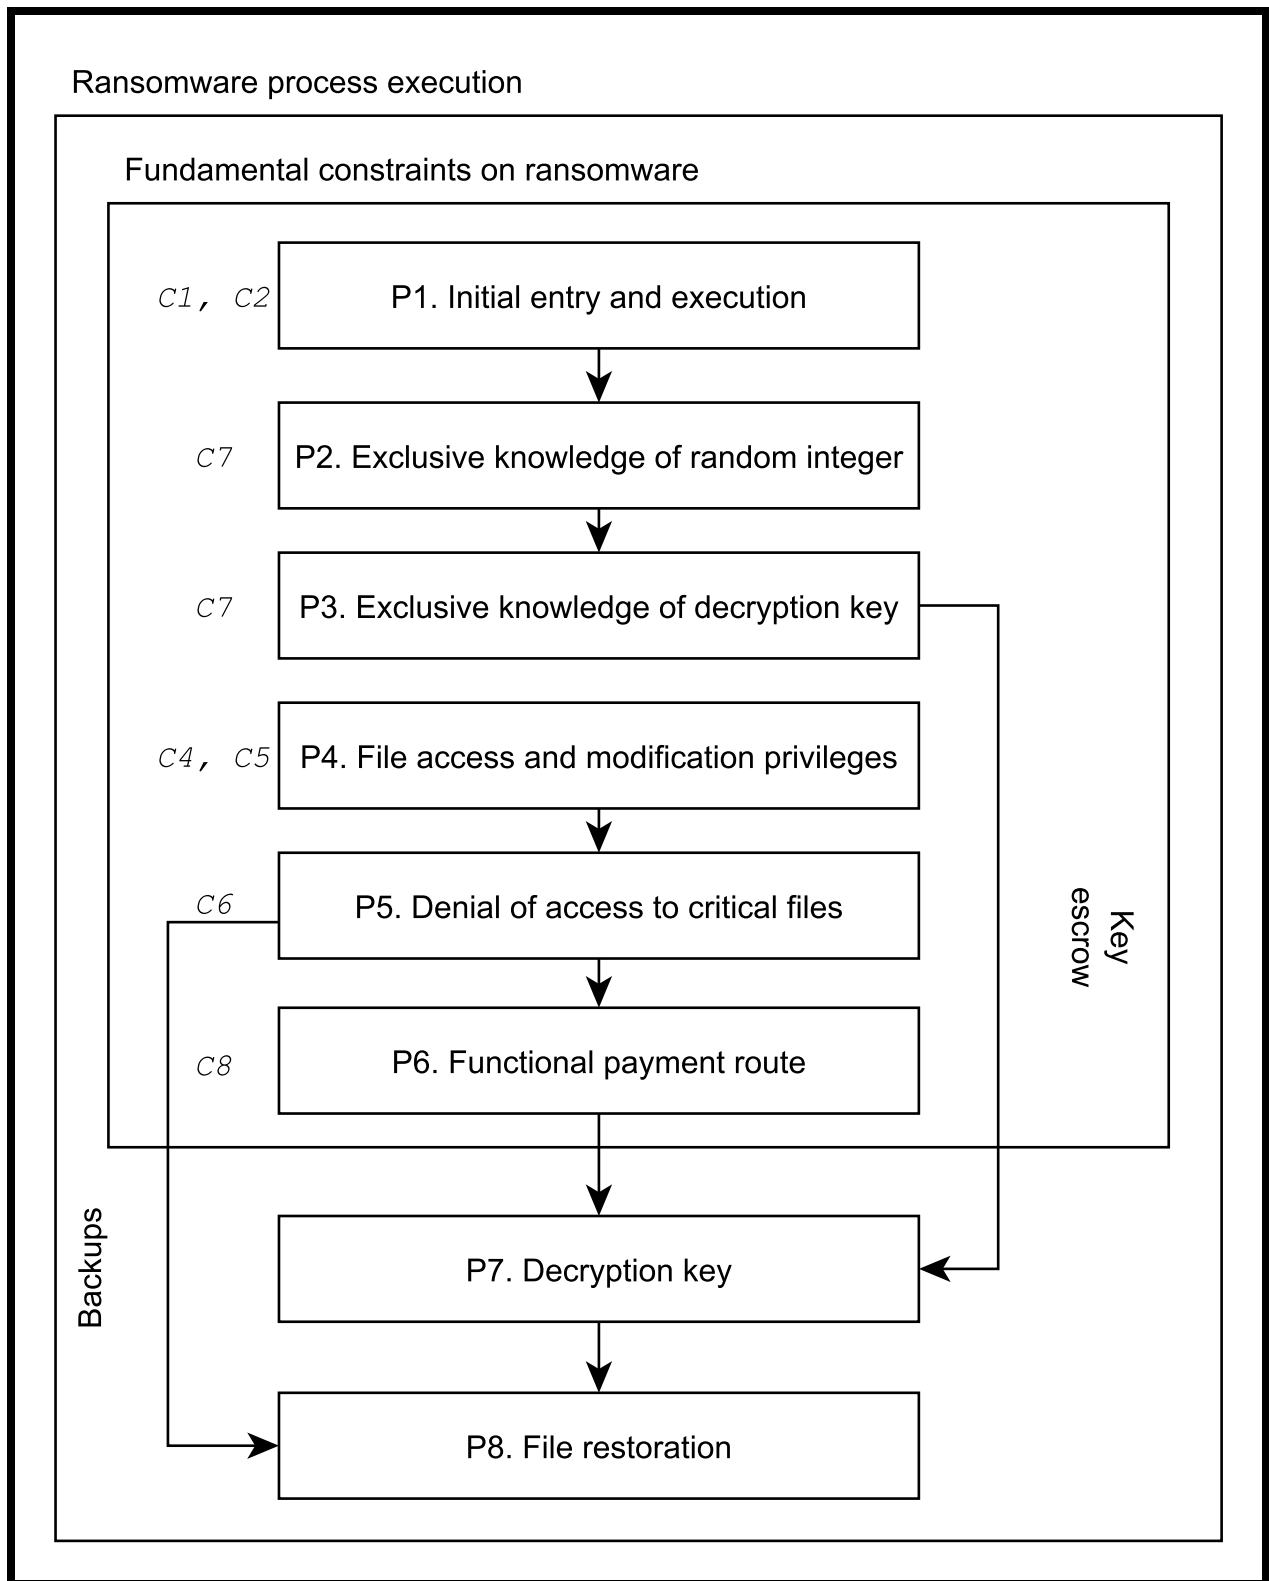 Ransomware process execution
Fundamental constraints on ransomware
C1, C2
P1. Initial entry and execution
C7
P2. Exclusive knowledge of random integer
C7
P3. Exclusive knowledge of decryption key
C4, C5
P4. File access and modification privileges
C6
P5. Denial of access to critical files
Key
escrow
C8
P6. Functional payment route
Backups
P7. Decryption key
P8. File restoration